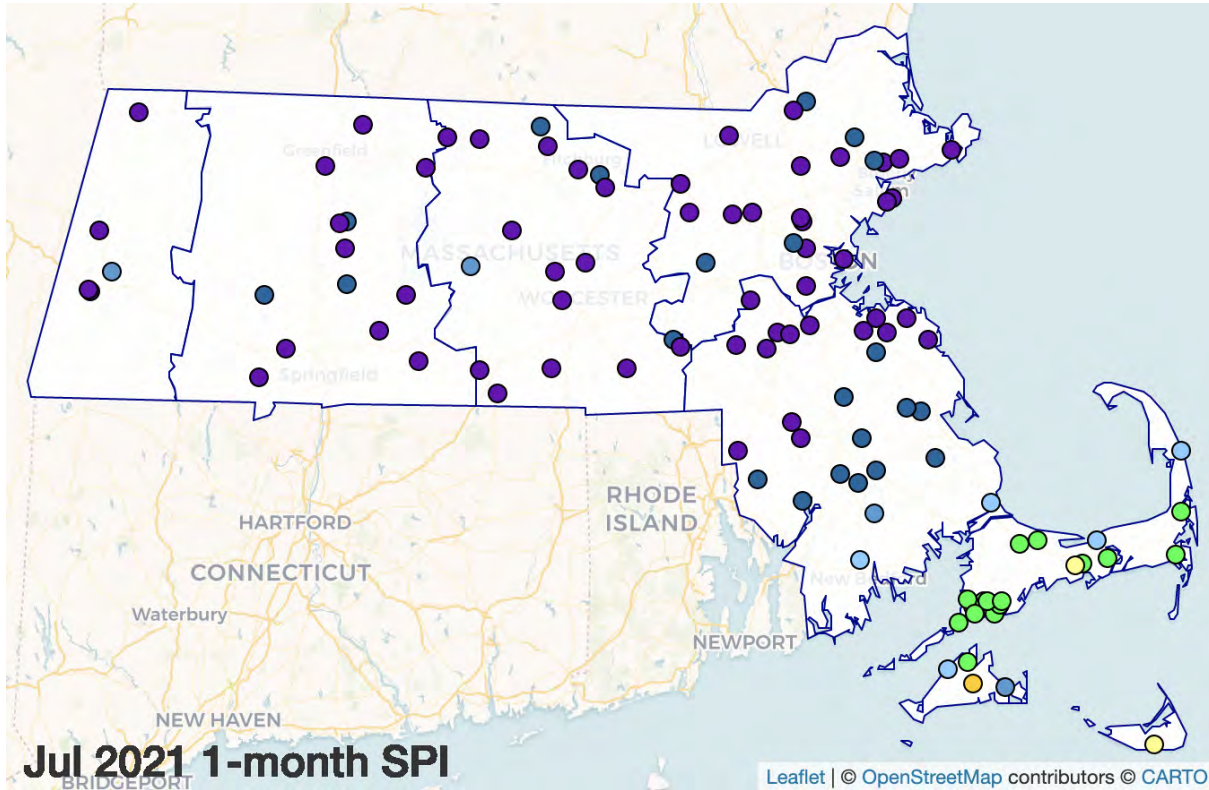 Greenfield
LOWELL
Fitchburg
Salem
MASSACHUSETTS
BOSTON
WORCESTER
Springfield
RHODE
ISLAND
HARTFORD
CONNECTICUT
New Bedford
Waterbury
NEWPORT
NEW HAVEN
Jul 2021 1-month SPI
BRIDGEPORT
Leaflet | © OpenStreetMap contributors © CARTO